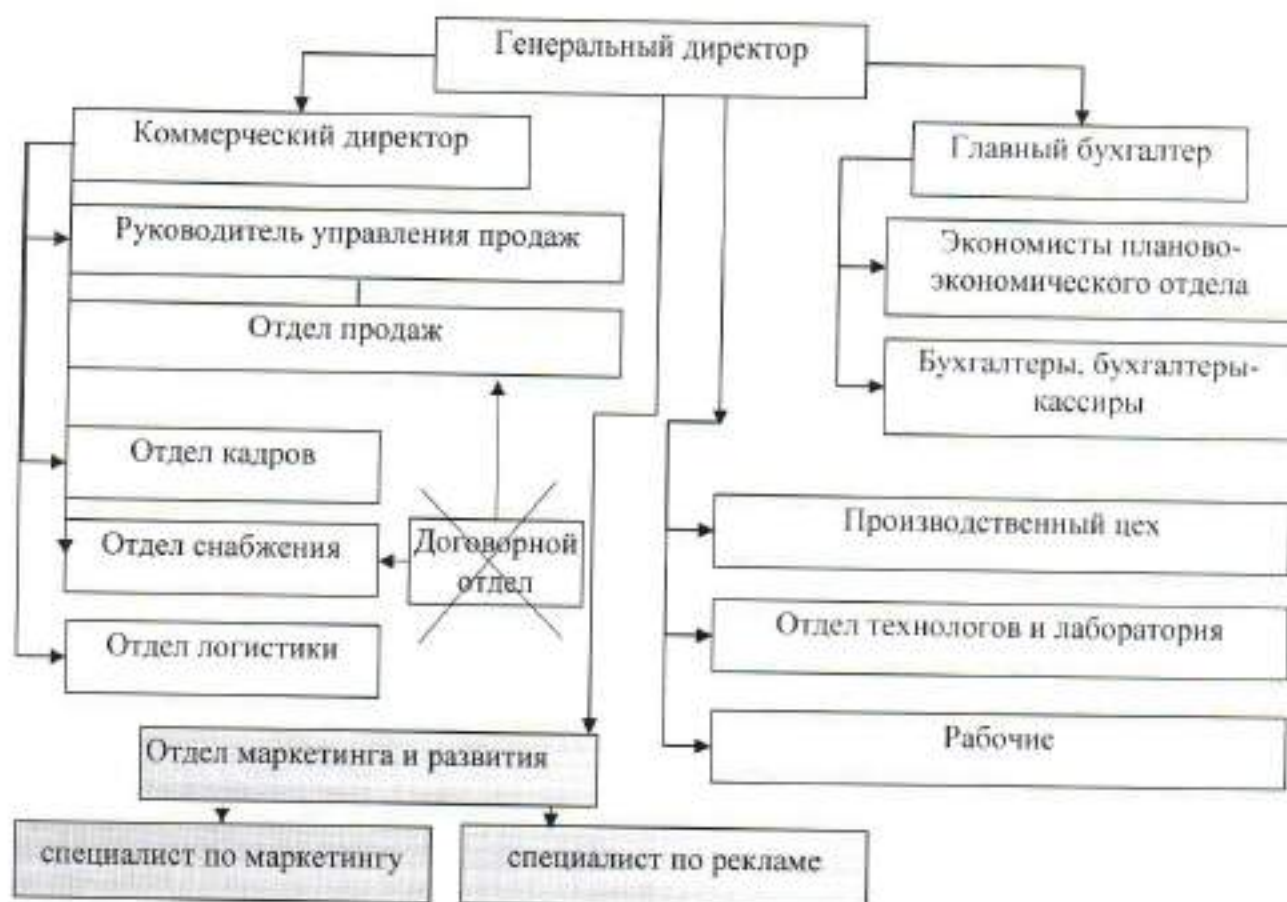 Генеральный директор
Коммерческий директор
Главный бухгалтер
Руководитель управления продаж
Экономисты планово-
экономического отдела
Отдел продаж
Бухгалтеры, бухгалтеры-
кассиры
Отдел кадров
Производственный цех
Отдел снабжения
Договорной
отдел
Отдел технологов и лаборатория
Отдел логистики
Рабочие
Отдел маркетинга и развития
специалист по маркетингу
специалист по рекламе